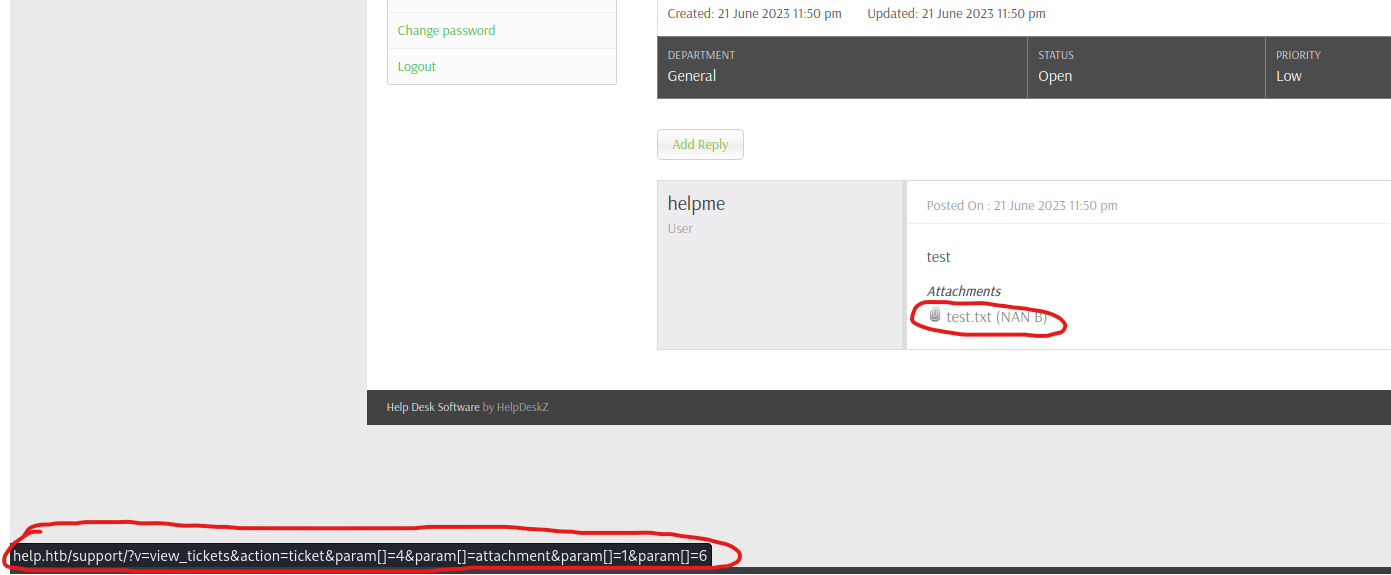 Created: 21 June 2023 11:50 pm Updated: 21 June 2023 11:50 pm
Change password
Logout
DEPARTMENT
General
STATUS
Open
PRIORITY
Low
Add Reply
helpme
User
Posted On : 21 June 2023 11:50 pm
test
Attachments
test.txt (NAN B)
Help Desk Software by HelpDeskZ
help.htb/support/?v=view_tickets&action=ticket&param[]=4&param[]=attachment&param[]=1&param[]=6